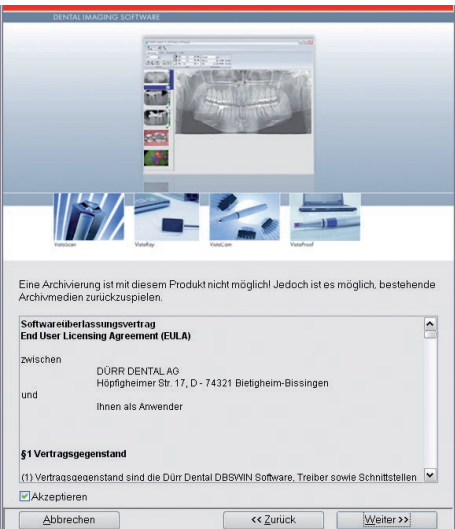 DENTAL IMAGING SOFTWARE
VistaScan VistaRay VistaCam VistaProof
Eine Archivierung ist mit diesem Produkt nicht möglich! Jedoch ist es möglich, bestehende
Archivmedien zurückzuspielen.
Softwareüberlassungsvertrag
End User Licensing Agreement (EULA)
zwischen
DÜRR DENTAL AG
Höpfigheimer Str. 17, D - 74321 Bietigheim-Bissingen
und
Ihnen als Anwender
§1 Vertragsgegenstand
(1) Vertragsgegenstand sind die Dürr Dental DBSWIN Software, Treiber sowie Schnittstellen
Akzeptieren
Abbrechen << Zurück Weiter >>